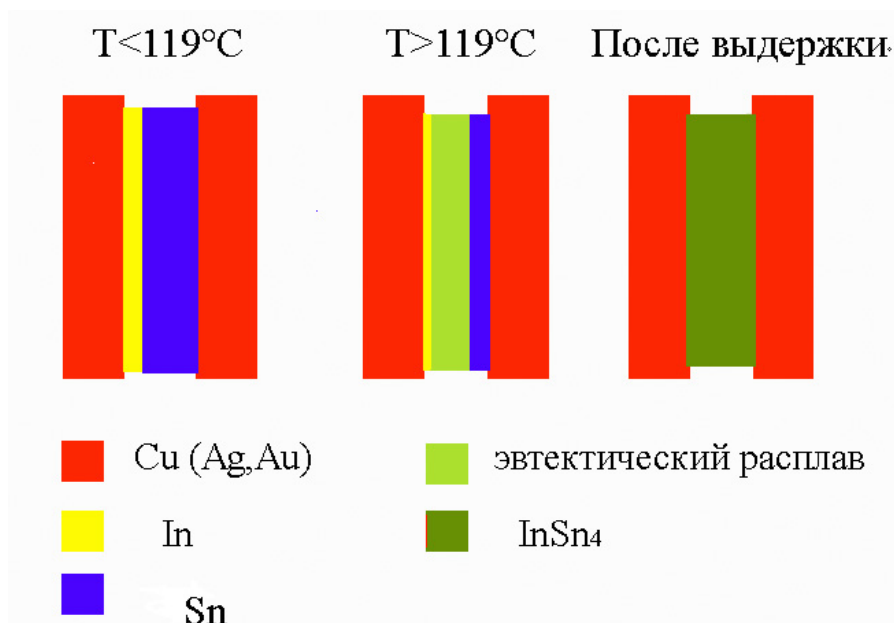 T<119°C
T>119°C
После выдержки
Cu (Ag,Au)
эвтектический расплав
In
InSn4
Sn